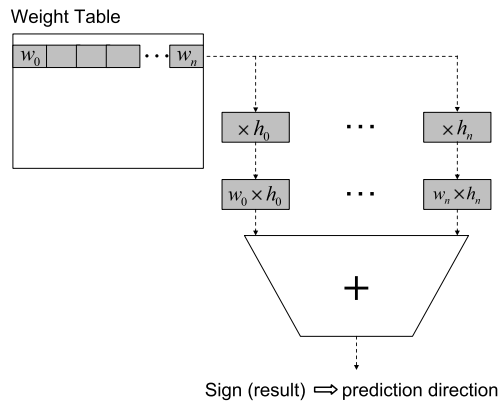 Weight Table
w₀ ··· wₙ
×h₀ ··· ×hₙ
w₀×h₀ ··· wₙ×hₙ
+
Sign (result) ⇨ prediction direction